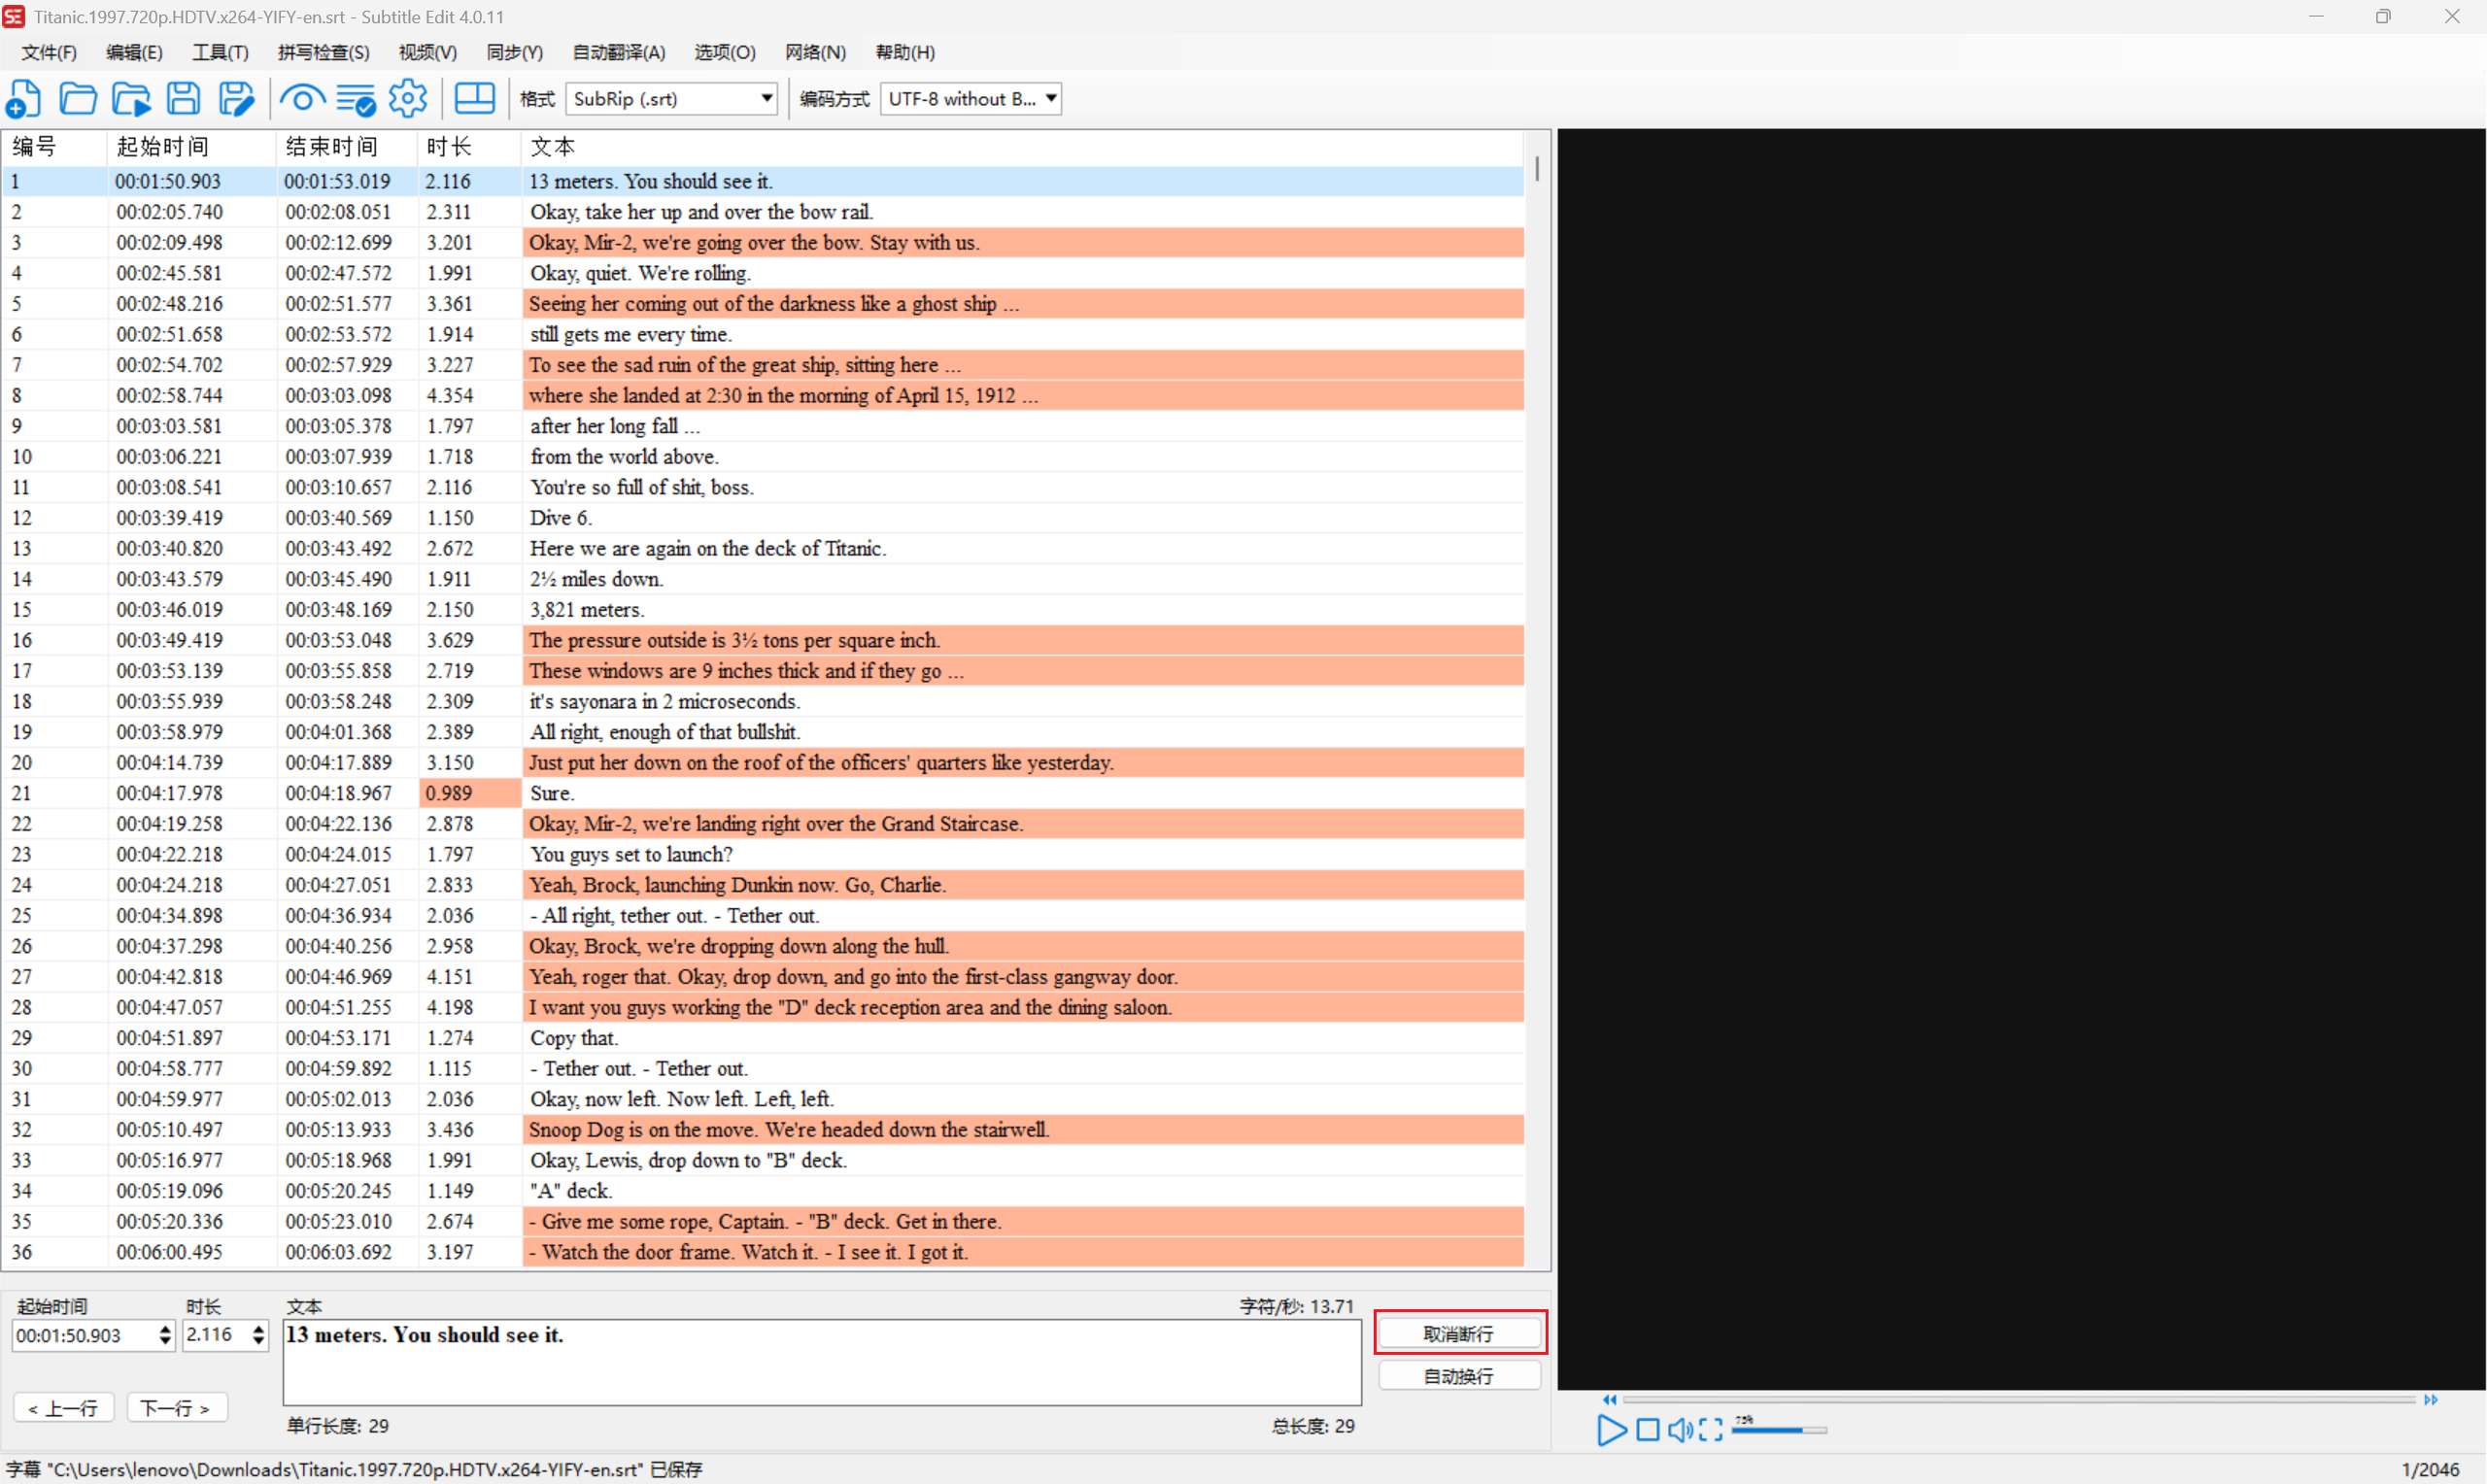 SE Titanic.1997.720p.HDTV.x264-YIFY-en.srt - Subtitle Edit 4.0.11
文件(F) 编辑(E) 工具(T) 拼写检查(S) 视频(V) 同步(Y) 自动翻译(A) 选项(O) 网络(N) 帮助(H)
格式 SubRip (.srt) 编码方式 UTF-8 without B...
编号 起始时间 结束时间 时长 文本
1 00:01:50.903 00:01:53.019 2.116 13 meters. You should see it.
2 00:02:05.740 00:02:08.051 2.311 Okay, take her up and over the bow rail.
3 00:02:09.498 00:02:12.699 3.201 Okay, Mir-2, we're going over the bow. Stay with us.
4 00:02:45.581 00:02:47.572 1.991 Okay, quiet. We're rolling.
5 00:02:48.216 00:02:51.577 3.361 Seeing her coming out of the darkness like a ghost ship ...
6 00:02:51.658 00:02:53.572 1.914 still gets me every time.
7 00:02:54.702 00:02:57.929 3.227 To see the sad ruin of the great ship, sitting here ...
8 00:02:58.744 00:03:03.098 4.354 where she landed at 2:30 in the morning of April 15, 1912 ...
9 00:03:03.581 00:03:05.378 1.797 after her long fall ...
10 00:03:06.221 00:03:07.939 1.718 from the world above.
11 00:03:08.541 00:03:10.657 2.116 You're so full of shit, boss.
12 00:03:39.419 00:03:40.569 1.150 Dive 6.
13 00:03:40.820 00:03:43.492 2.672 Here we are again on the deck of Titanic.
14 00:03:43.579 00:03:45.490 1.911 2½ miles down.
15 00:03:46.019 00:03:48.169 2.150 3,821 meters.
16 00:03:49.419 00:03:53.048 3.629 The pressure outside is 3½ tons per square inch.
17 00:03:53.139 00:03:55.858 2.719 These windows are 9 inches thick and if they go ...
18 00:03:55.939 00:03:58.248 2.309 it's sayonara in 2 microseconds.
19 00:03:58.979 00:04:01.368 2.389 All right, enough of that bullshit.
20 00:04:14.739 00:04:17.889 3.150 Just put her down on the roof of the officers' quarters like yesterday.
21 00:04:17.978 00:04:18.967 0.989 Sure.
22 00:04:19.258 00:04:22.136 2.878 Okay, Mir-2, we're landing right over the Grand Staircase.
23 00:04:22.218 00:04:24.015 1.797 You guys set to launch?
24 00:04:24.218 00:04:27.051 2.833 Yeah, Brock, launching Dunkin now. Go, Charlie.
25 00:04:34.898 00:04:36.934 2.036 - All right, tether out. - Tether out.
26 00:04:37.298 00:04:40.256 2.958 Okay, Brock, we're dropping down along the hull.
27 00:04:42.818 00:04:46.969 4.151 Yeah, roger that. Okay, drop down, and go into the first-class gangway door.
28 00:04:47.057 00:04:51.255 4.198 I want you guys working the "D" deck reception area and the dining saloon.
29 00:04:51.897 00:04:53.171 1.274 Copy that.
30 00:04:58.777 00:04:59.892 1.115 - Tether out. - Tether out.
31 00:04:59.977 00:05:02.013 2.036 Okay, now left. Now left. Left, left.
32 00:05:10.497 00:05:13.933 3.436 Snoop Dog is on the move. We're headed down the stairwell.
33 00:05:16.977 00:05:18.968 1.991 Okay, Lewis, drop down to "B" deck.
34 00:05:19.096 00:05:20.245 1.149 "A" deck.
35 00:05:20.336 00:05:23.010 2.674 - Give me some rope, Captain. - "B" deck. Get in there.
36 00:06:00.495 00:06:03.692 3.197 - Watch the door frame. Watch it. - I see it. I got it.
起始时间 时长 文本 字符/秒: 13.71
00:01:50.903 2.116 13 meters. You should see it. 取消断行
自动换行
< 上一行 下一行 >
单行长度: 29 总长度: 29
75%
字幕 "C:\Users\lenovo\Downloads\Titanic.1997.720p.HDTV.x264-YIFY-en.srt" 已保存 1/2046